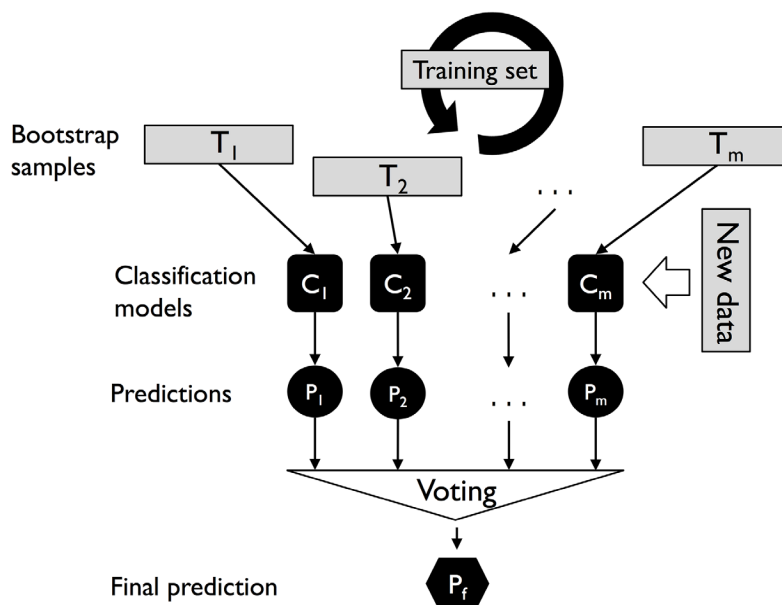 Training set
Bootstrap
samples
T1
T2
. . .
Tm
New data
Classification
models
C1
C2
. . .
Cm
Predictions
P1
P2
. . .
Pm
Voting
Final prediction
Pf